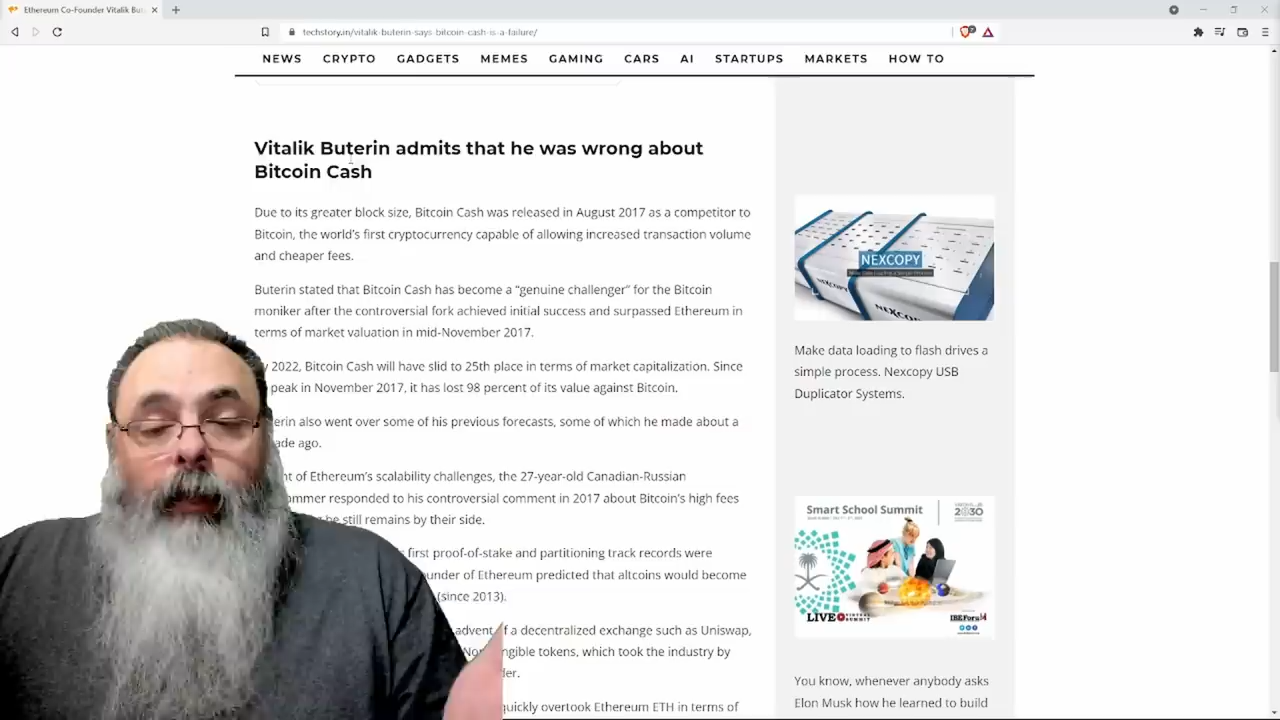 Ethereum Co-Founder Vitalik But
techstory.in/vitalik-buterin-says-bitcoin-cash-is-a-failure/
NEWS CRYPTO GADGETS MEMES GAMING CARS AI STARTUPS MARKETS HOW TO
Vitalik Buterin admits that he was wrong about
Bitcoin Cash
Due to its greater block size, Bitcoin Cash was released in August 2017 as a competitor to
Bitcoin, the world's first cryptocurrency capable of allowing increased transaction volume
and cheaper fees.
Buterin stated that Bitcoin Cash has become a "genuine challenger" for the Bitcoin
moniker after the controversial fork achieved initial success and surpassed Ethereum in
terms of market valuation in mid-November 2017.
2022, Bitcoin Cash will have slid to 25th place in terms of market capitalization. Since
peak in November 2017, it has lost 98 percent of its value against Bitcoin.
erin also went over some of his previous forecasts, some of which he made about a
ade ago.
nt of Ethereum's scalability challenges, the 27-year-old Canadian-Russian
ommer responded to his controversial comment in 2017 about Bitcoin's high fees
he still remains by their side.
first proof-of-stake and partitioning track records were
ounder of Ethereum predicted that altcoins would become
(since 2013).
advent of a decentralized exchange such as Uniswap,
tokens, which took the industry by
quickly overtook Ethereum ETH in terms of
NEXCOPY
NEXCOPY
Make data loading to flash drives a
simple process. Nexcopy USB
Duplicator Systems.
Smart School Summit
2030
LIVE VIRTUAL SUMMIT
You know, whenever anybody asks
Elon Musk how he learned to build